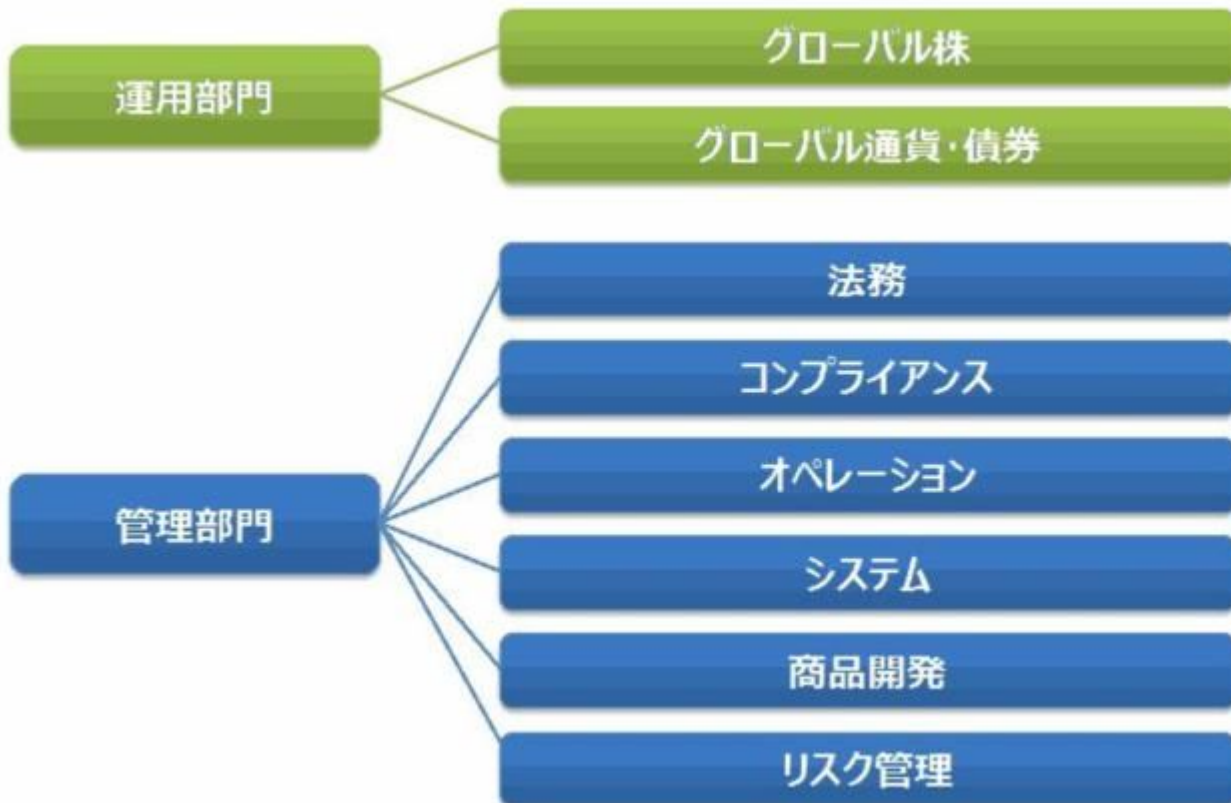 運用部門
グローバル株
グローバル通貨・債券
管理部門
法務
コンプライアンス
オペレーション
システム
商品開発
リスク管理